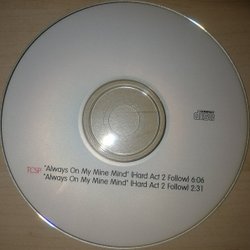 TCSP "Always On My Mine Mind" (Hard Act 2 Follow) 6:06
"Always On My Mine Mind" (Hard Act 2 Follow) 2:31